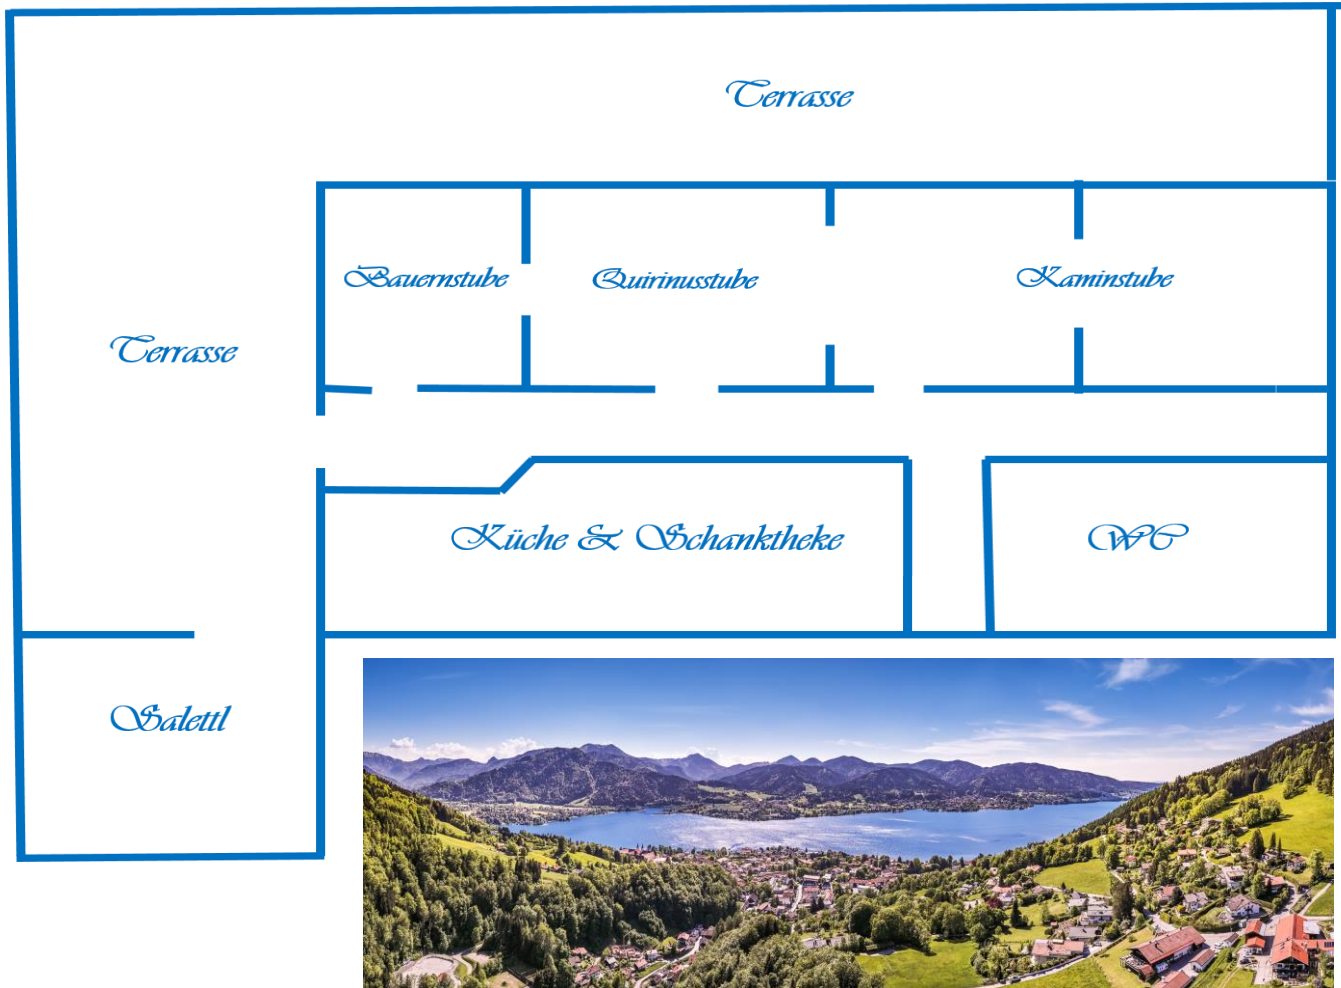 Terrasse
Bauernstube
Quirinusstube
Kaminstube
Terrasse
Küche & Schanktheke
WC
Salettl